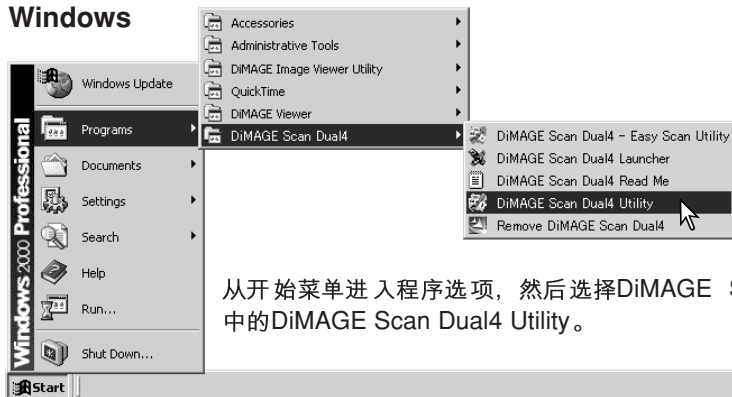 Windows
Accessories
Administrative Tools
DiMAGE Image Viewer Utility
QuickTime
DiMAGE Viewer
DiMAGE Scan Dual4
DiMAGE Scan Dual4 - Easy Scan Utility
DiMAGE Scan Dual4 Launcher
DiMAGE Scan Dual4 Read Me
DiMAGE Scan Dual4 Utility
Remove DiMAGE Scan Dual4
Windows Update
Programs
Documents
Settings
Search
Help
Run...
Shut Down...
Windows 2000 Professional
Start
从开始菜单进入程序选项，然后选择DiMAGE
中的DiMAGE Scan Dual4 Utility。